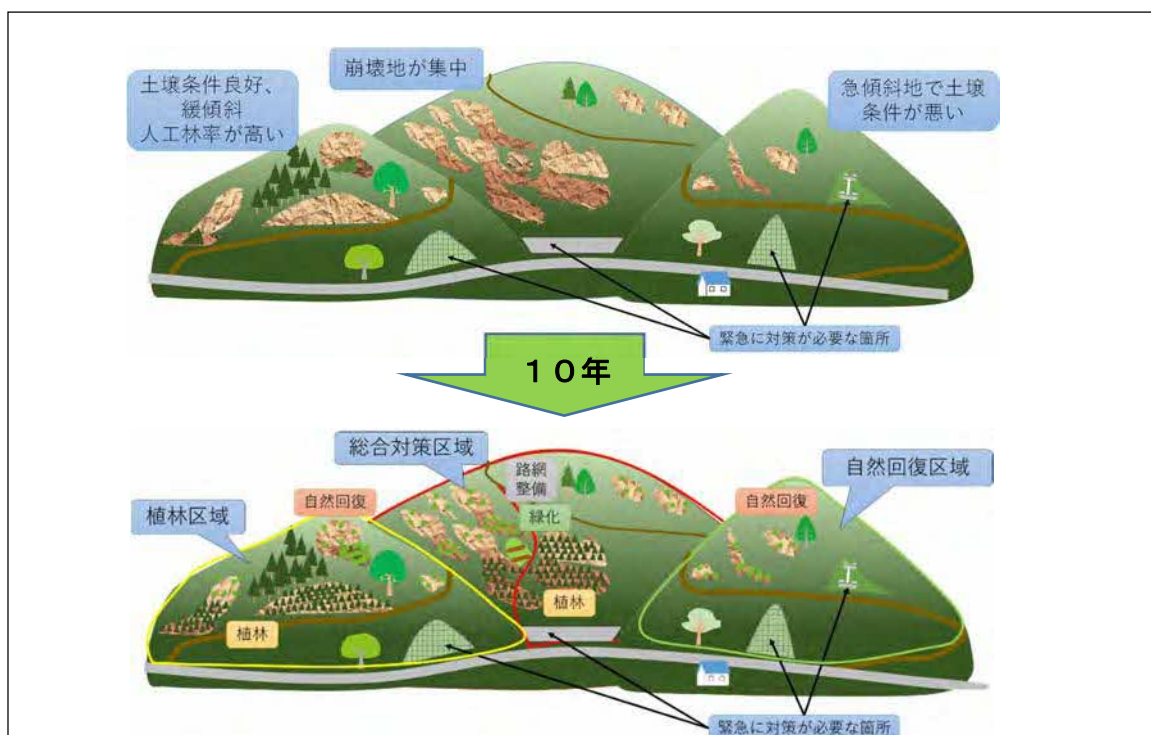 土壌条件良好、
緩傾斜
人工林率が高い
崩壊地が集中
急傾斜地で土壌
条件が悪い
緊急に対策が必要な箇所
１０年
総合対策区域
路網
整備
自然回復区域
自然回復
自然回復
植林区域
緑化
植林
植林
緊急に対策が必要な箇所